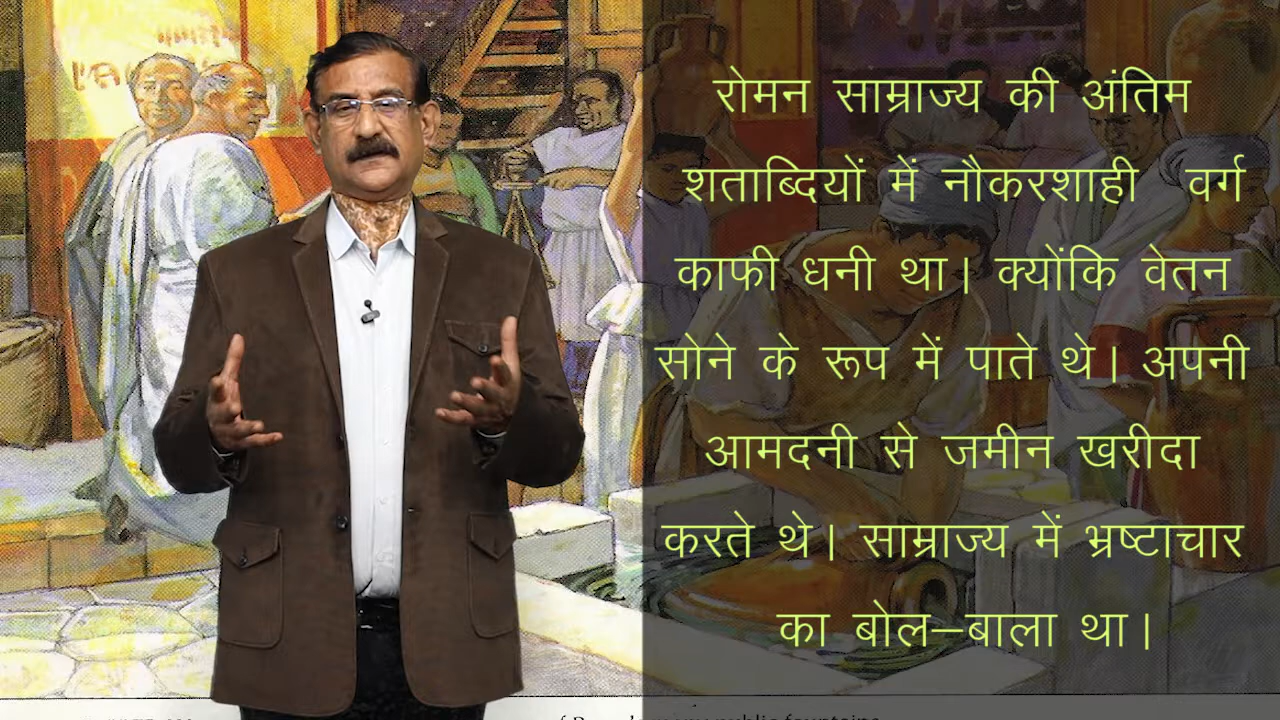 रोमन साम्राज्य की अंतिम
शताब्दियों में नौकरशाही वर्ग
काफी धनी था। क्योंकि वेतन
सोने के रूप में पाते थे। अपनी
आमदनी से जमीन खरीदा
करते थे। साम्राज्य में भ्रष्टाचार
का बोल–बाला था।